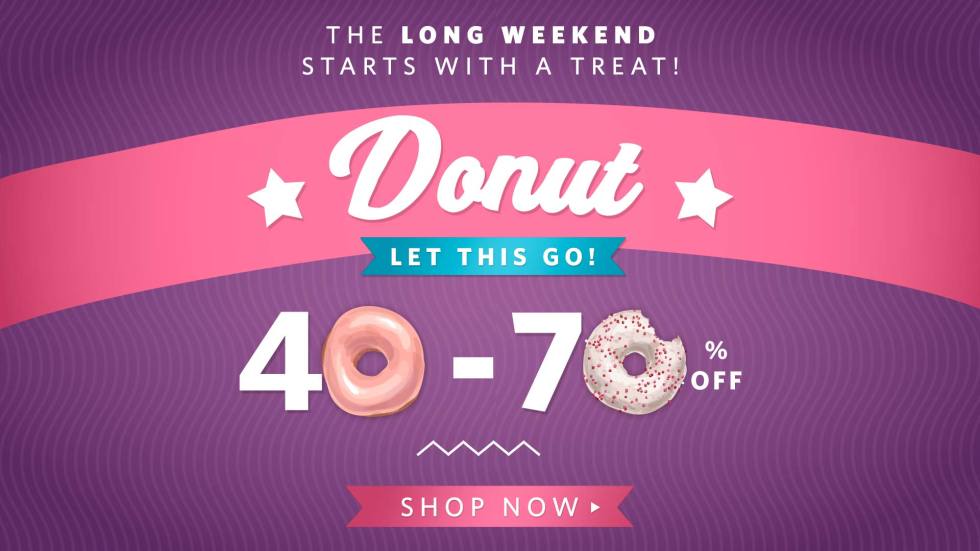 THE LONG WEEKEND
STARTS WITH A TREAT!
Donut
LET THIS GO!
40-70% OFF
SHOP NOW